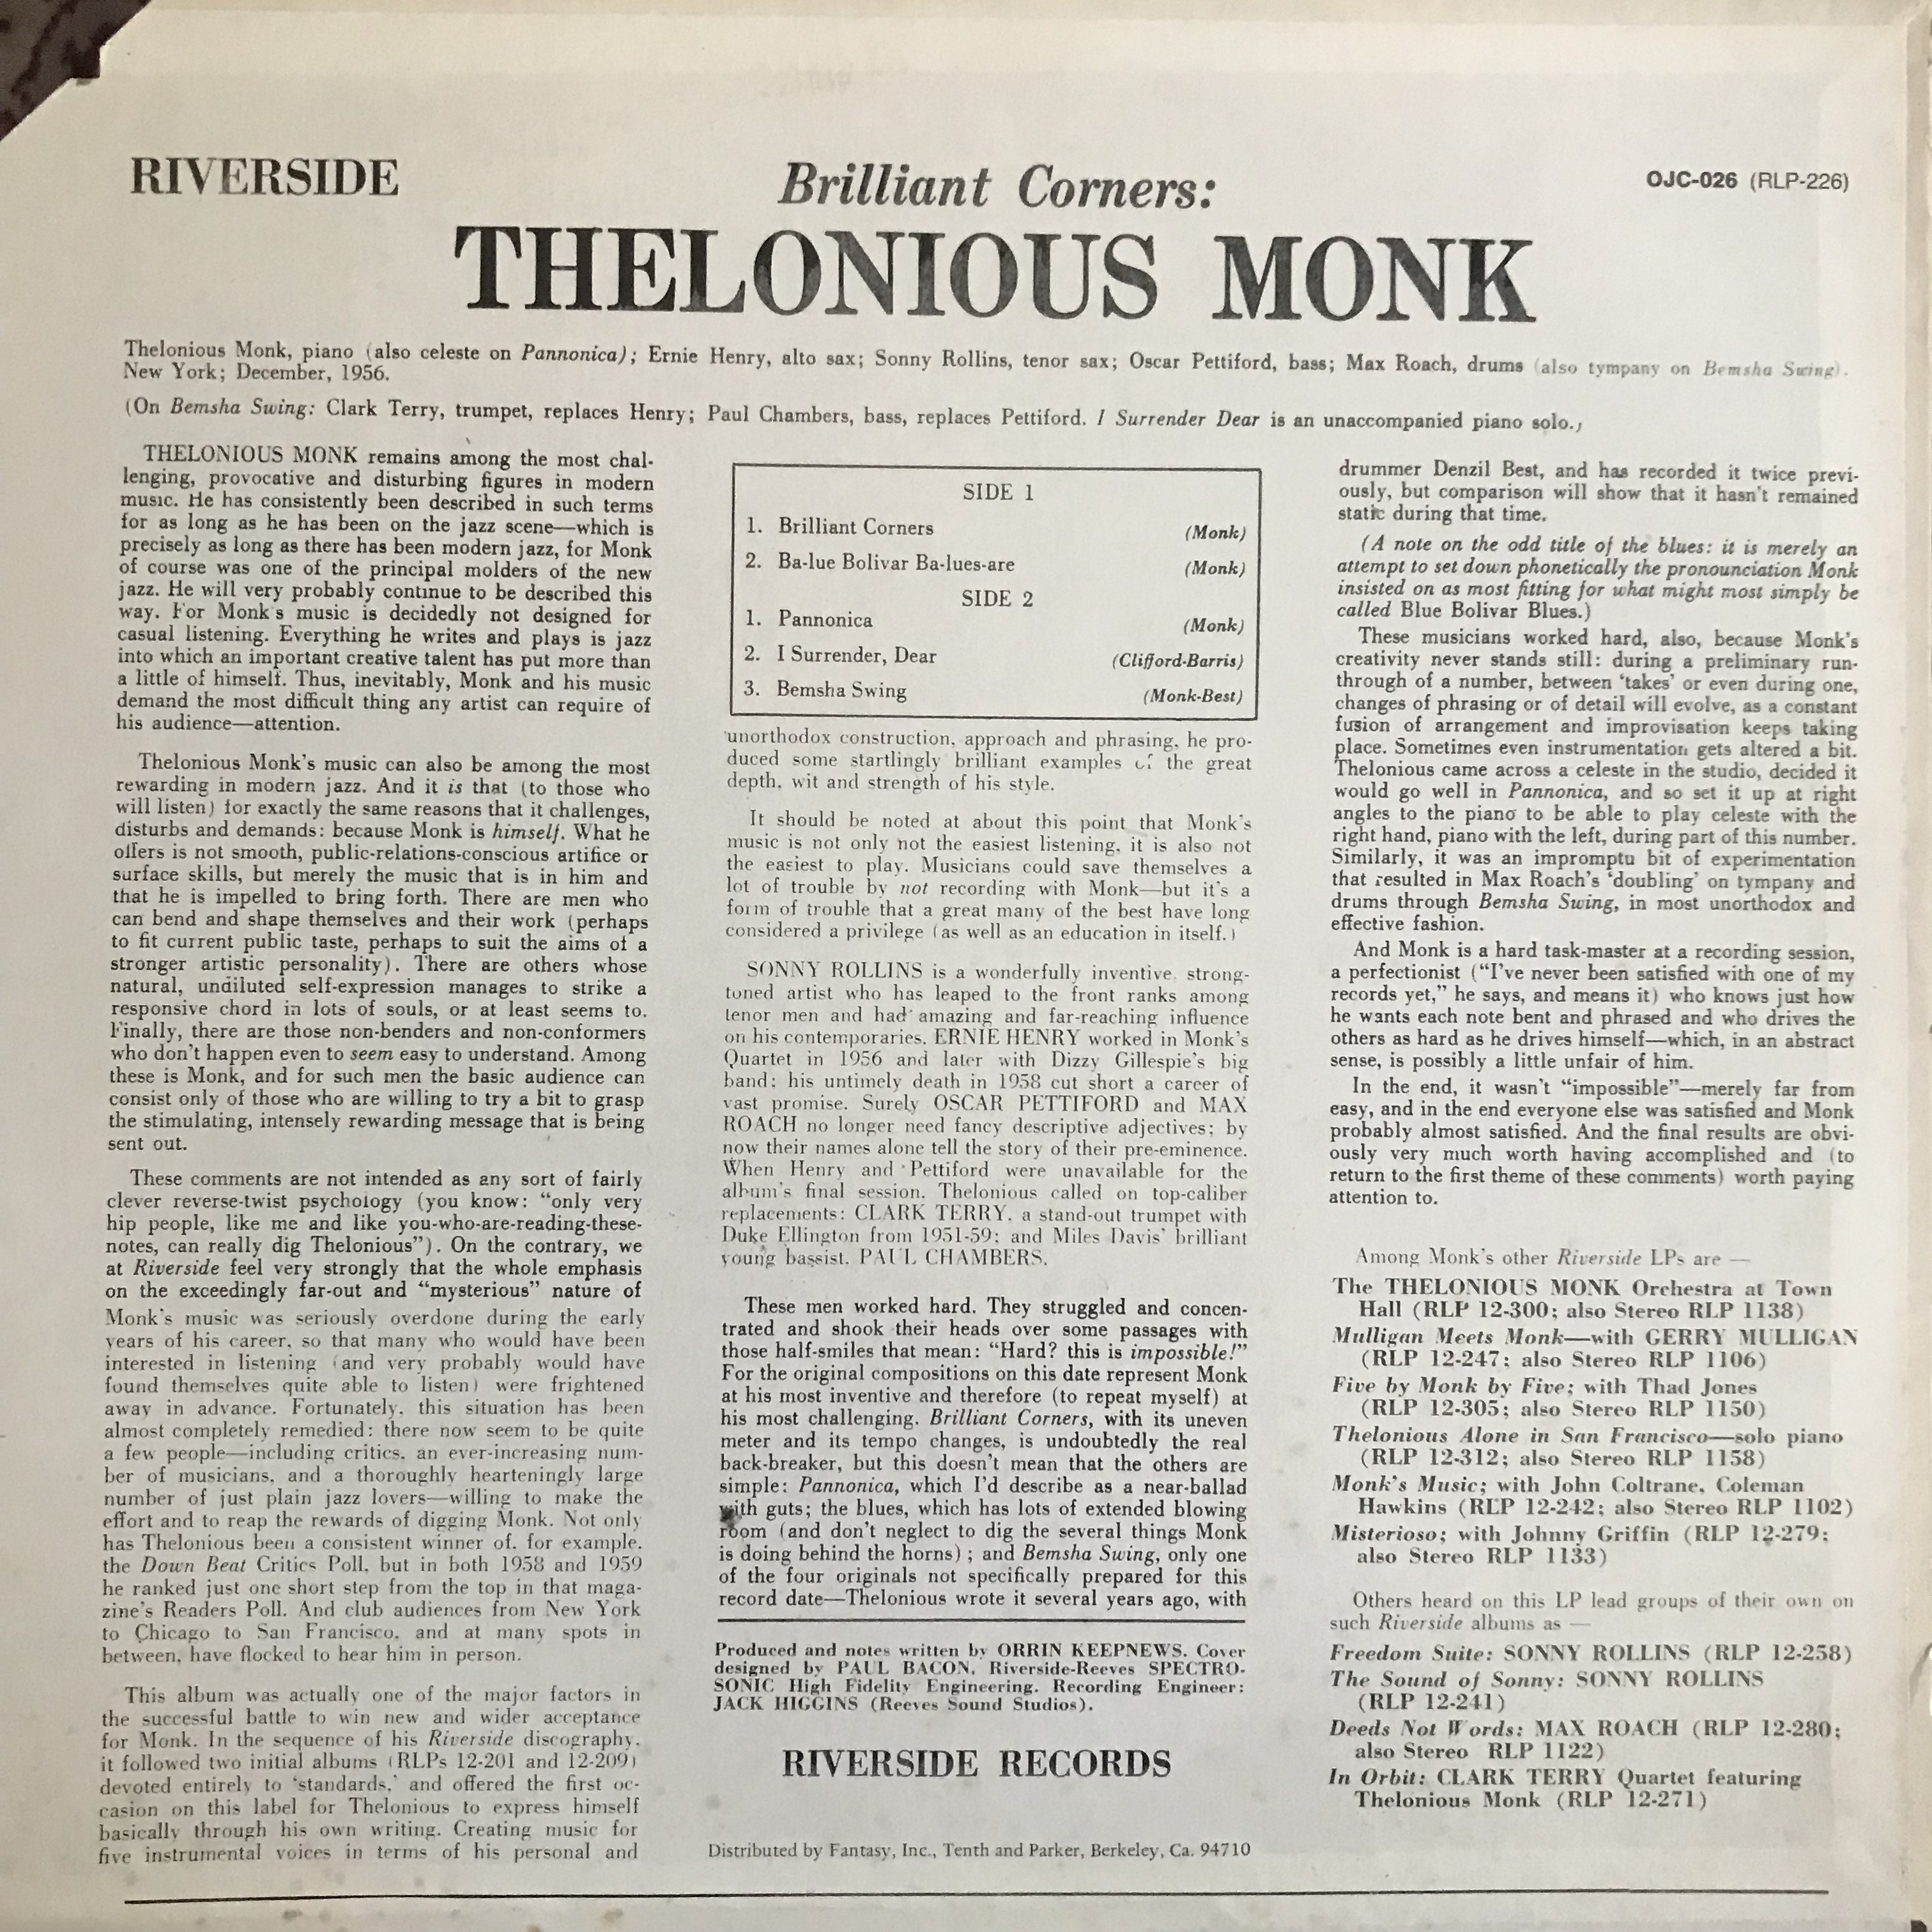 RIVERSIDE
Brilliant Corners:
OJC-026 (RLP-226)
THELONIOUS MONK
Thelonious Monk, piano (also celeste on Pannonica); Ernie Henry, alto sax; Sonny Rollins, tenor sax; Oscar Pettiford, bass; Max Roach, drums (also tympany on Bemsha Swing).
New York; December, 1956.
(On Bemsha Swing: Clark Terry, trumpet, replaces Henry; Paul Chambers, bass, replaces Pettiford. I Surrender Dear is an unaccompanied piano solo.)
THELONIOUS MONK remains among the most chal-
lenging, provocative and disturbing figures in modern
music. He has consistently been described in such terms
for as long as he has been on the jazz scene—which is
precisely as long as there has been modern jazz, for Monk
of course was one of the principal molders of the new
jazz. He will very probably continue to be described this
way. For Monk's music is decidedly not designed for
casual listening. Everything he writes and plays is jazz
into which an important creative talent has put more than
a little of himself. Thus, inevitably, Monk and his music
demand the most difficult thing any artist can require of
his audience—attention.
Thelonious Monk's music can also be among the most
rewarding in modern jazz. And it is that (to those who
will listen) for exactly the same reasons that it challenges,
disturbs and demands: because Monk is himself. What he
offers is not smooth, public-relations-conscious artifice or
surface skills, but merely the music that is in him and
that he is impelled to bring forth. There are men who
can bend and shape themselves and their work (perhaps
to fit current public taste, perhaps to suit the aims of a
stronger artistic personality). There are others whose
natural, undiluted self-expression manages to strike a
responsive chord in lots of souls, or at least seems to.
Finally, there are those non-benders and non-conformers
who don't happen even to seem easy to understand. Among
these is Monk, and for such men the basic audience can
consist only of those who are willing to try a bit to grasp
the stimulating, intensely rewarding message that is being
sent out.
These comments are not intended as any sort of fairly
clever reverse-twist psychology (you know: "only very
hip people, like me and like you-who-are-reading-these-
notes, can really dig Thelonious"). On the contrary, we
at Riverside feel very strongly that the whole emphasis
on the exceedingly far-out and "mysterious" nature of
Monk's music was seriously overdone during the early
years of his career, so that many who would have been
interested in listening (and very probably would have
found themselves quite able to listen) were frightened
away in advance. Fortunately, this situation has been
almost completely remedied: there now seem to be quite
a few people—including critics, an ever-increasing num-
ber of musicians, and a thoroughly hearteningly large
number of just plain jazz lovers—willing to make the
effort and to reap the rewards of digging Monk. Not only
has Thelonious been a consistent winner of, for example,
the Down Beat Critics Poll, but in both 1958 and 1959
he ranked just one short step from the top in that maga-
zine's Readers Poll. And club audiences from New York
to Chicago to San Francisco, and at many spots in
between, have flocked to hear him in person.
This album was actually one of the major factors in
the successful battle to win new and wider acceptance
for Monk. In the sequence of his Riverside discography,
it followed two initial albums (RLPs 12-201 and 12-209)
devoted entirely to 'standards,' and offered the first oc-
casion on this label for Thelonious to express himself
basically through his own writing. Creating music for
five instrumental voices in terms of his personal and
SIDE 1
1. Brilliant Corners (Monk)
2. Ba-lue Bolivar Ba-lues-are (Monk)
SIDE 2
1. Pannonica (Monk)
2. I Surrender, Dear (Clifford-Barris)
3. Bemsha Swing (Monk-Best)
unorthodox construction, approach and phrasing, he pro-
duced some startlingly brilliant examples of the great
depth, wit and strength of his style.
It should be noted at about this point that Monk's
music is not only not the easiest listening, it is also not
the easiest to play. Musicians could save themselves a
lot of trouble by not recording with Monk—but it's a
form of trouble that a great many of the best have long
considered a privilege (as well as an education in itself.)
SONNY ROLLINS is a wonderfully inventive, strong-
toned artist who has leaped to the front ranks among
tenor men and had amazing and far-reaching influence
on his contemporaries. ERNIE HENRY worked in Monk's
Quartet in 1956 and later with Dizzy Gillespie's big
band; his untimely death in 1958 cut short a career of
vast promise. Surely OSCAR PETTIFORD and MAX
ROACH no longer need fancy descriptive adjectives; by
now their names alone tell the story of their pre-eminence.
When Henry and Pettiford were unavailable for the
album's final session, Thelonious called on top-caliber
replacements: CLARK TERRY, a stand-out trumpet with
Duke Ellington from 1951-59; and Miles Davis' brilliant
young bassist, PAUL CHAMBERS.
These men worked hard. They struggled and concen-
trated and shook their heads over some passages with
those half-smiles that mean: "Hard? this is impossible!"
For the original compositions on this date represent Monk
at his most inventive and therefore (to repeat myself) at
his most challenging. Brilliant Corners, with its uneven
meter and its tempo changes, is undoubtedly the real
back-breaker, but this doesn't mean that the others are
simple: Pannonica, which I'd describe as a near-ballad
with guts; the blues, which has lots of extended blowing
room (and don't neglect to dig the several things Monk
is doing behind the horns); and Bemsha Swing, only one
of the four originals not specifically prepared for this
record date—Thelonious wrote it several years ago, with
Produced and notes written by ORRIN KEEPNEWS. Cover
designed by PAUL BACON. Riverside-Reeves SPECTRO-
SONIC High Fidelity Engineering. Recording Engineer:
JACK HIGGINS (Reeves Sound Studios).
RIVERSIDE RECORDS
Distributed by Fantasy, Inc., Tenth and Parker, Berkeley, Ca. 94710
drummer Denzil Best, and has recorded it twice previ-
ously, but comparison will show that it hasn't remained
static during that time.
(A note on the odd title of the blues: it is merely an
attempt to set down phonetically the pronounciation Monk
insisted on as most fitting for what might most simply be
called Blue Bolivar Blues.)
These musicians worked hard, also, because Monk's
creativity never stands still: during a preliminary run-
through of a number, between 'takes' or even during one,
changes of phrasing or of detail will evolve, as a constant
fusion of arrangement and improvisation keeps taking
place. Sometimes even instrumentation gets altered a bit.
Thelonious came across a celeste in the studio, decided it
would go well in Pannonica, and so set it up at right
angles to the piano to be able to play celeste with the
right hand, piano with the left, during part of this number.
Similarly, it was an impromptu bit of experimentation
that resulted in Max Roach's 'doubling' on tympany and
drums through Bemsha Swing, in most unorthodox and
effective fashion.
And Monk is a hard task-master at a recording session,
a perfectionist ("I've never been satisfied with one of my
records yet," he says, and means it) who knows just how
he wants each note bent and phrased and who drives the
others as hard as he drives himself—which, in an abstract
sense, is possibly a little unfair of him.
In the end, it wasn't "impossible"—merely far from
easy, and in the end everyone else was satisfied and Monk
probably almost satisfied. And the final results are obvi-
ously very much worth having accomplished and (to
return to the first theme of these comments) worth paying
attention to.
Among Monk's other Riverside LPs are —
The THELONIOUS MONK Orchestra at Town
Hall (RLP 12-300; also Stereo RLP 1138)
Mulligan Meets Monk—with GERRY MULLIGAN
(RLP 12-247; also Stereo RLP 1106)
Five by Monk by Five; with Thad Jones
(RLP 12-305; also Stereo RLP 1150)
Thelonious Alone in San Francisco—solo piano
(RLP 12-312; also Stereo RLP 1158)
Monk's Music; with John Coltrane, Coleman
Hawkins (RLP 12-242; also Stereo RLP 1102)
Misterioso; with Johnny Griffin (RLP 12-279;
also Stereo RLP 1133)
Others heard on this LP lead groups of their own on
such Riverside albums as —
Freedom Suite: SONNY ROLLINS (RLP 12-258)
The Sound of Sonny: SONNY ROLLINS
(RLP 12-241)
Deeds Not Words: MAX ROACH (RLP 12-280;
also Stereo RLP 1122)
In Orbit: CLARK TERRY Quartet featuring
Thelonious Monk (RLP 12-271)